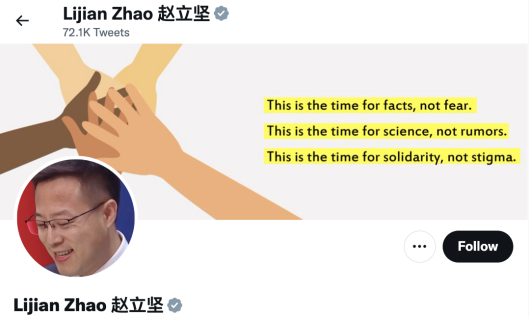 Lijian Zhao 赵立坚
72.1K Tweets
This is the time for facts, not fear.
This is the time for science, not rumors.
This is the time for solidarity, not stigma.
Follow
Lijian Zhao 赵立坚